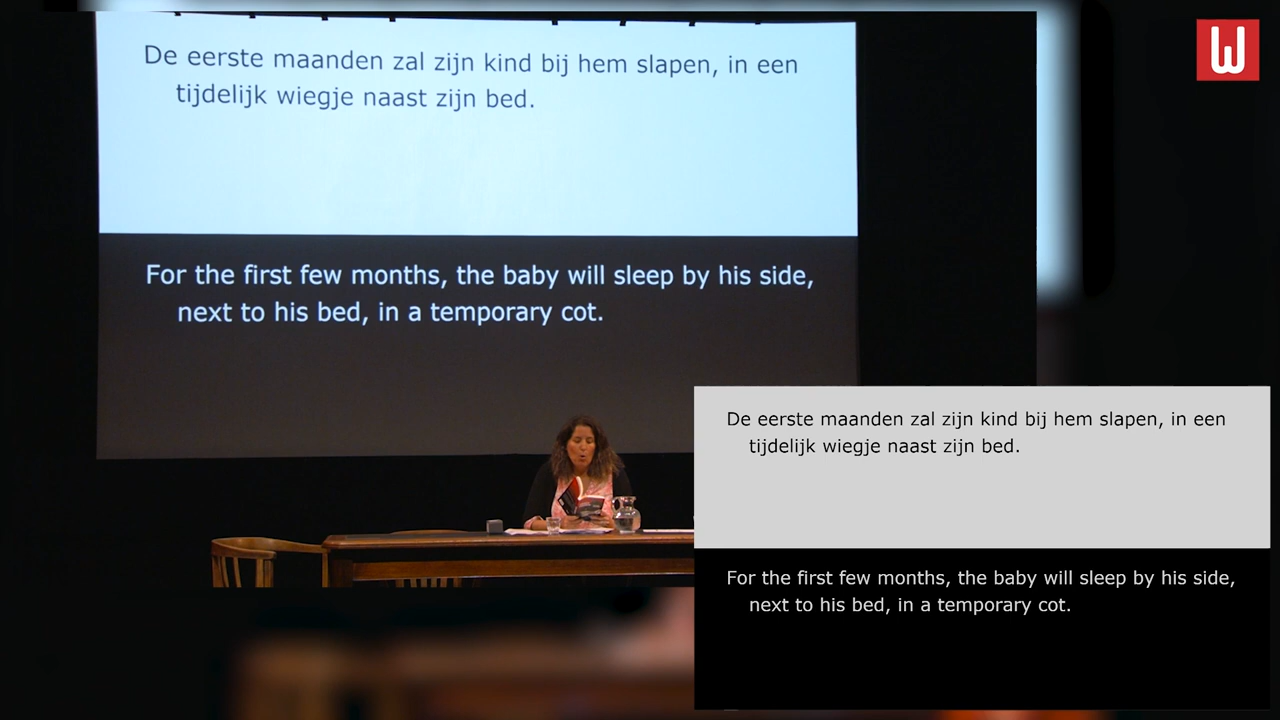 De eerste maanden zal zijn kind bij hem slapen, in een
tijdelijk wiegje naast zijn bed.
For the first few months, the baby will sleep by his side,
next to his bed, in a temporary cot.
W
De eerste maanden zal zijn kind bij hem slapen, in een
tijdelijk wiegje naast zijn bed.
For the first few months, the baby will sleep by his side,
next to his bed, in a temporary cot.